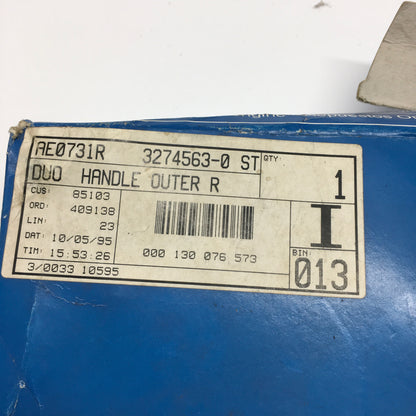 AE0731R 3274563-0 ST QTY
DUO HANDLE OUTER R 1
CUS: 85103
ORD: 409138 I
LIN: 23
DAT: 10/05/95 BIN:
TIM: 15:53:26 000 130 076 573 013
3/0033 10595